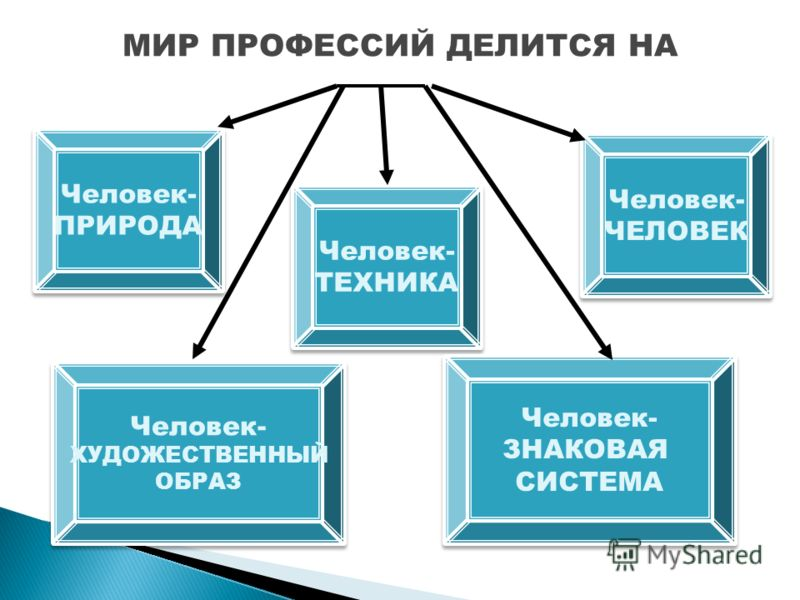 МИР ПРОФЕССИЙ ДЕЛИТСЯ НА
Человек-
ПРИРОДА
Человек-
ТЕХНИКА
Человек-
ЧЕЛОВЕК
Человек-
ХУДОЖЕСТВЕННЫЙ
ОБРАЗ
Человек-
ЗНАКОВАЯ
СИСТЕМА
MyShared